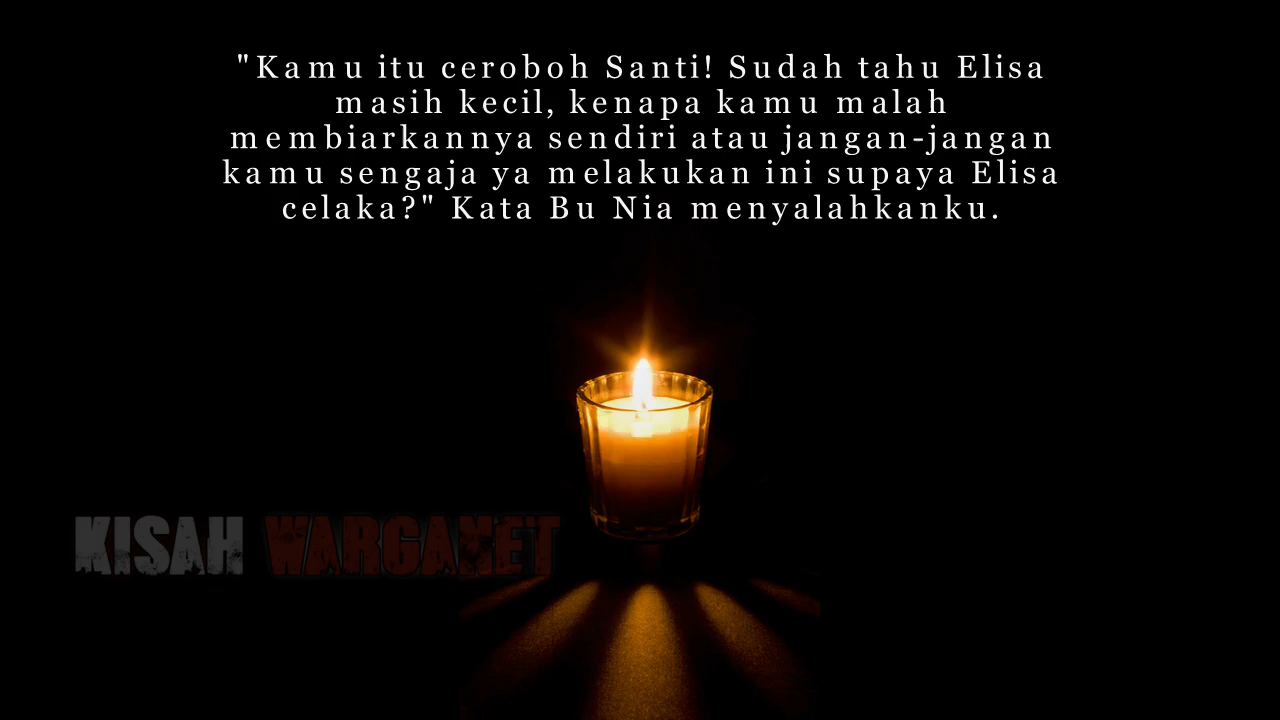 "Kamu itu ceroboh Santi! Sudah tahu Elisa
masih kecil, kenapa kamu malah
membiarkannya sendiri atau jangan-jangan
kamu sengaja ya melakukan ini supaya Elisa
celaka?" Kata Bu Nia menyalahkanku.
KISAH WARGANET